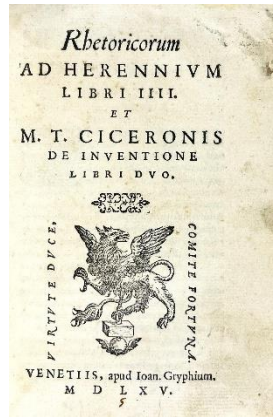 Rhetoricorum
AD HERENNIVM
LIBRI IIII.
ET
M. T. CICERONIS
DE INVENTIONE
LIBRI DVO.
VIRTVTE DVCE,
COMITE FORTVNA.
VENETIIS, apud Ioan. Gryphium.
M D L X V.
5